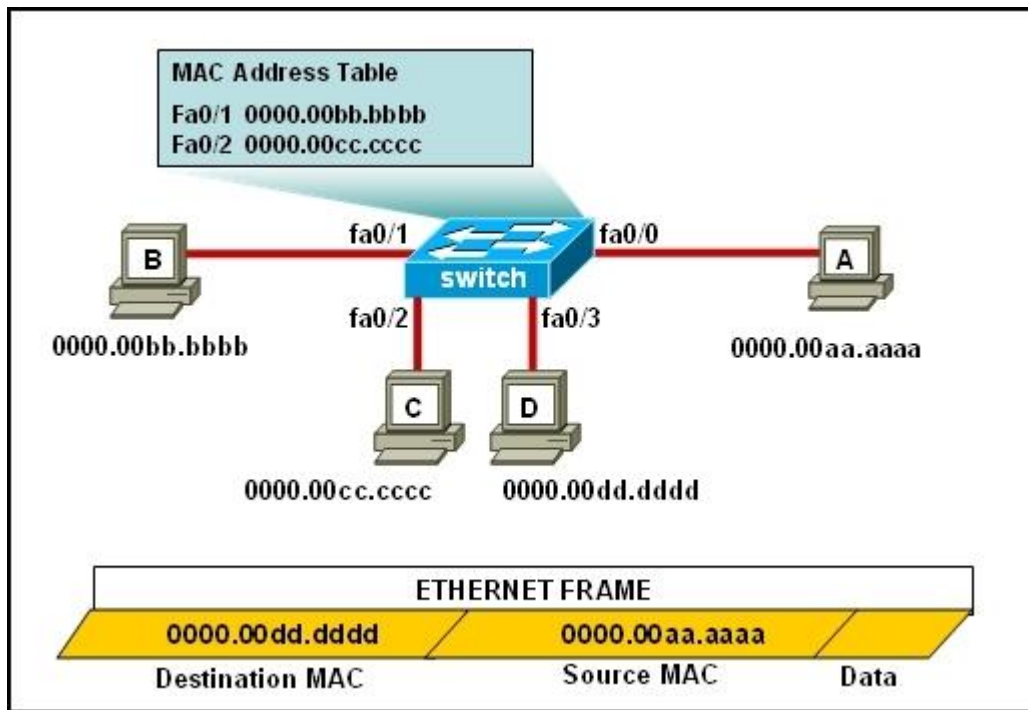 MAC Address Table
Fa0/1 0000.00bb.bbbb
Fa0/2 0000.00cc.cccc
fa0/1
fa0/0
B
A
switch
fa0/2
fa0/3
0000.00bb.bbbb
0000.00aa.aaaa
C
D
0000.00cc.cccc
0000.00dd.dddd
ETHERNET FRAME
0000.00dd.dddd
0000.00aa.aaaa
Destination MAC
Source MAC
Data